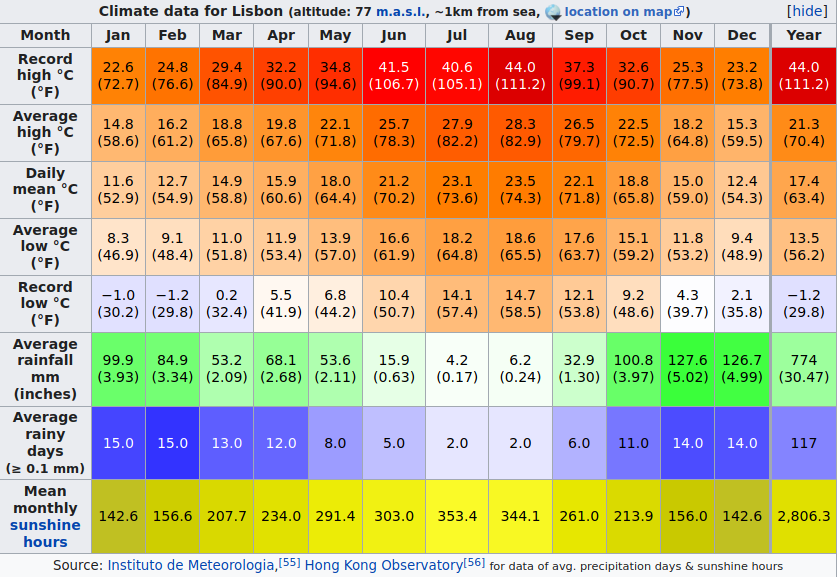 Climate data for Lisbon (altitude: 77 m.a.s.l., ~1km from sea, location on map) [hide]
Month Jan Feb Mar Apr May Jun Jul Aug Sep Oct Nov Dec Year
Record high °C (°F) 22.6 (72.7) 24.8 (76.6) 29.4 (84.9) 32.2 (90.0) 34.8 (94.6) 41.5 (106.7) 40.6 (105.1) 44.0 (111.2) 37.3 (99.1) 32.6 (90.7) 25.3 (77.5) 23.2 (73.8) 44.0 (111.2)
Average high °C (°F) 14.8 (58.6) 16.2 (61.2) 18.8 (65.8) 19.8 (67.6) 22.1 (71.8) 25.7 (78.3) 27.9 (82.2) 28.3 (82.9) 26.5 (79.7) 22.5 (72.5) 18.2 (64.8) 15.3 (59.5) 21.3 (70.4)
Daily mean °C (°F) 11.6 (52.9) 12.7 (54.9) 14.9 (58.8) 15.9 (60.6) 18.0 (64.4) 21.2 (70.2) 23.1 (73.6) 23.5 (74.3) 22.1 (71.8) 18.8 (65.8) 15.0 (59.0) 12.4 (54.3) 17.4 (63.4)
Average low °C (°F) 8.3 (46.9) 9.1 (48.4) 11.0 (51.8) 11.9 (53.4) 13.9 (57.0) 16.6 (61.9) 18.2 (64.8) 18.6 (65.5) 17.6 (63.7) 15.1 (59.2) 11.8 (53.2) 9.4 (48.9) 13.5 (56.2)
Record low °C (°F) −1.0 (30.2) −1.2 (29.8) 0.2 (32.4) 5.5 (41.9) 6.8 (44.2) 10.4 (50.7) 14.1 (57.4) 14.7 (58.5) 12.1 (53.8) 9.2 (48.6) 4.3 (39.7) 2.1 (35.8) −1.2 (29.8)
Average rainfall mm (inches) 99.9 (3.93) 84.9 (3.34) 53.2 (2.09) 68.1 (2.68) 53.6 (2.11) 15.9 (0.63) 4.2 (0.17) 6.2 (0.24) 32.9 (1.30) 100.8 (3.97) 127.6 (5.02) 126.7 (4.99) 774 (30.47)
Average rainy days (≥ 0.1 mm) 15.0 15.0 13.0 12.0 8.0 5.0 2.0 2.0 6.0 11.0 14.0 14.0 117
Mean monthly sunshine hours 142.6 156.6 207.7 234.0 291.4 303.0 353.4 344.1 261.0 213.9 156.0 142.6 2,806.3
Source: Instituto de Meteorologia,[55] Hong Kong Observatory[56] for data of avg. precipitation days & sunshine hours